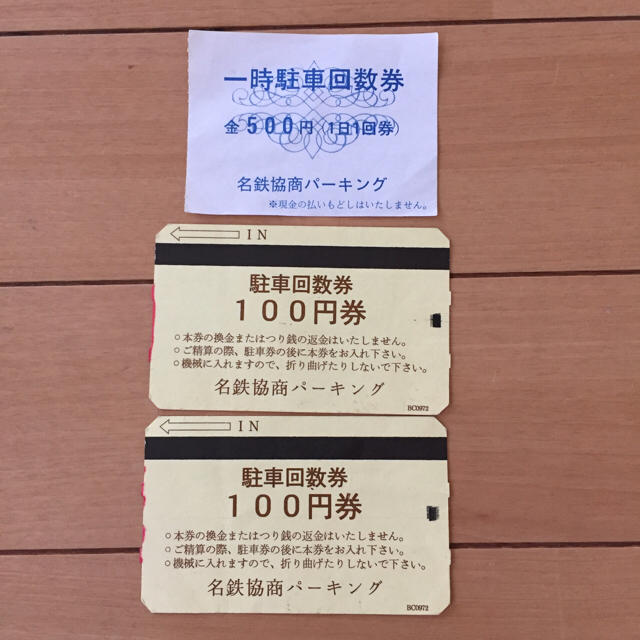 一時駐車回数券
金500円(1日1回券)
名鉄協商パーキング
※現金の払いもどしはいたしません。
IN
駐車回数券
100円券
○本券の換金またはつり銭の返金はいたしません。
○ご精算の際、駐車券の後に本券をお入れ下さい。
○機械に入れますので、折り曲げたりしないで下さい。
名鉄協商パーキング
BC0972
IN
駐車回数券
100円券
○本券の換金またはつり銭の返金はいたしません。
○ご精算の際、駐車券の後に本券をお入れ下さい。
○機械に入れますので、折り曲げたりしないで下さい。
名鉄協商パーキング
BC0972